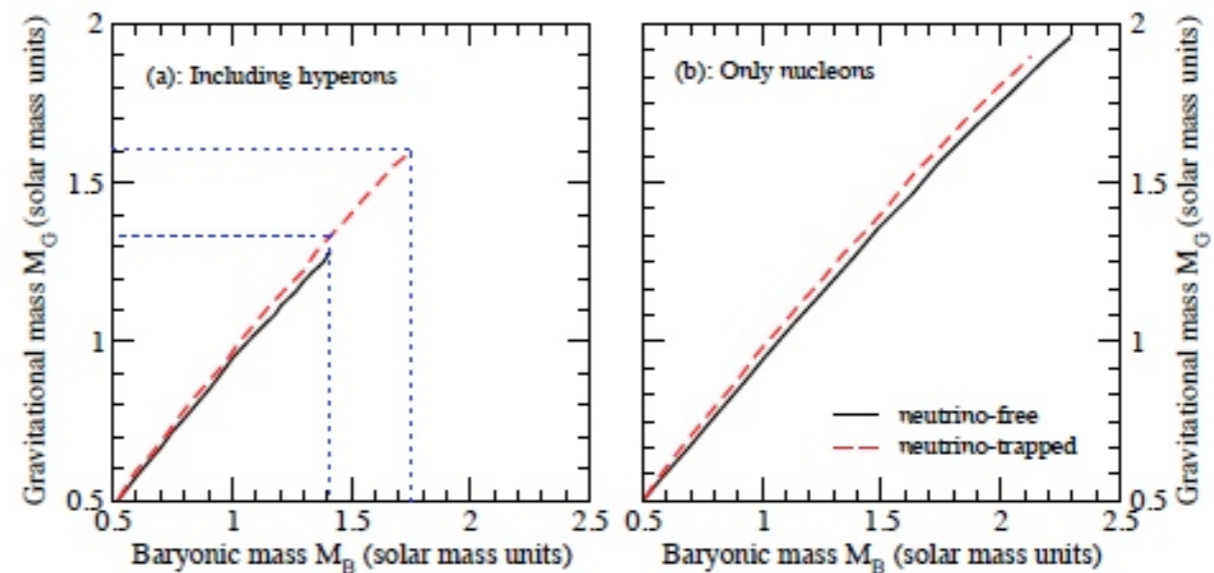 Gravitational mass M_G (solar mass units)
2
1.5
1
0.5
(a): Including hyperons
0.5 1 1.5 2 2.5
Baryonic mass M_B (solar mass units)
(b): Only nucleons
neutrino-free
neutrino-trapped
0.5 1 1.5 2 2.5
Baryonic mass M_B (solar mass units)
2
1.5
1
0.5
Gravitational mass M_G (solar mass units)